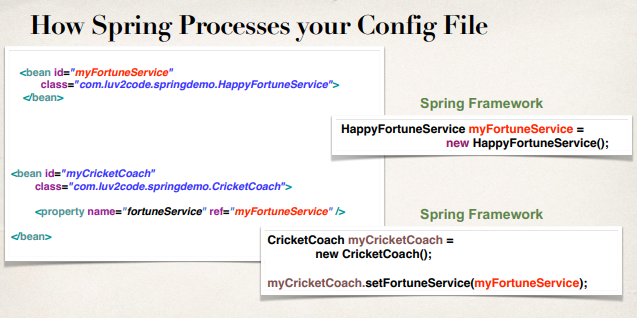 How Spring Processes your Config File
<bean id="myFortuneService"
class="com.luv2code.springdemo.HappyFortuneService">
</bean>
Spring Framework
HappyFortuneService myFortuneService =
new HappyFortuneService();
<bean id="myCricketCoach"
class="com.luv2code.springdemo.CricketCoach">
<property name="fortuneService" ref="myFortuneService" />
</bean>
Spring Framework
CricketCoach myCricketCoach =
new CricketCoach();
myCricketCoach.setFortuneService(myFortuneService);